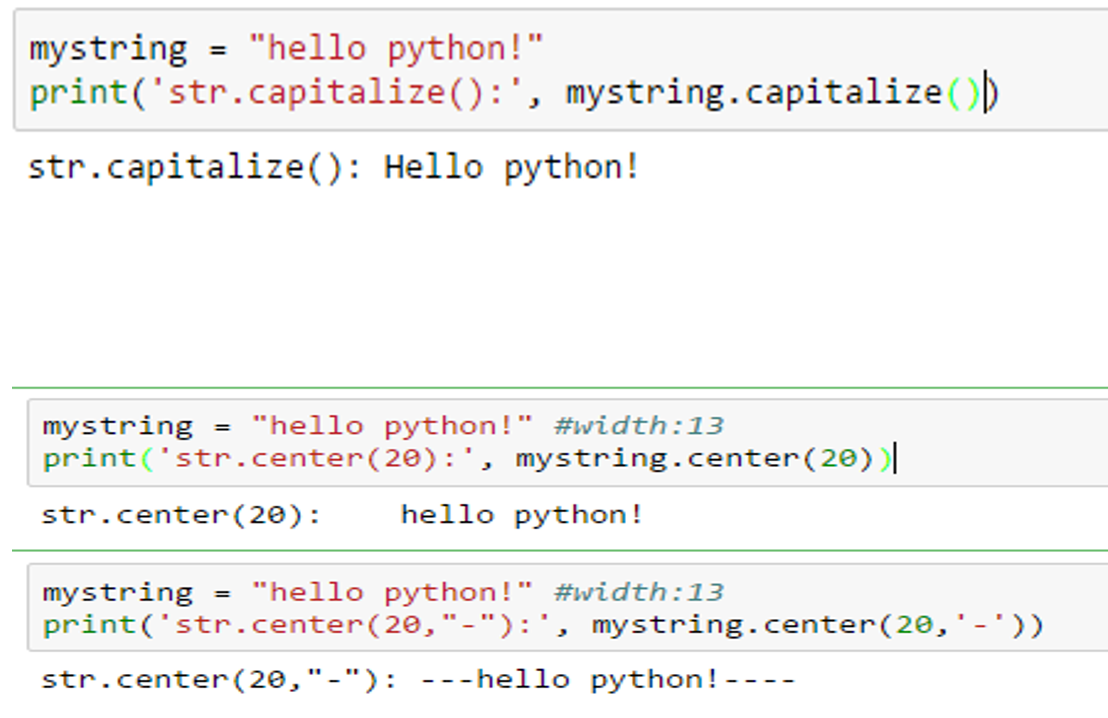 mystring = "hello python!"
print('str.capitalize():', mystring.capitalize())
str.capitalize(): Hello python!
mystring = "hello python!" #width:13
print('str.center(20):', mystring.center(20))
str.center(20):    hello python!
mystring = "hello python!" #width:13
print('str.center(20,"-"):', mystring.center(20,'-'))
str.center(20,"-"): ---hello python!----